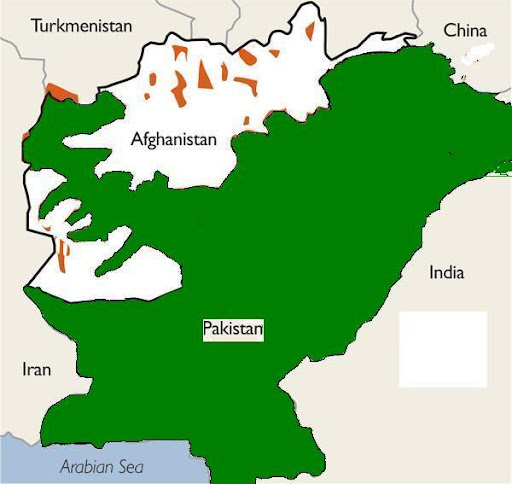 Turkmenistan
China
Afghanistan
India
Pakistan
Iran
Arabian Sea